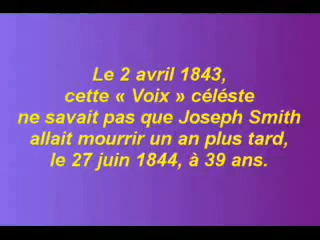 Le 2 avril 1843,
cette « Voix » céléste
ne savait pas que Joseph Smith
allait mourrir un an plus tard,
le 27 juin 1844, à 39 ans.